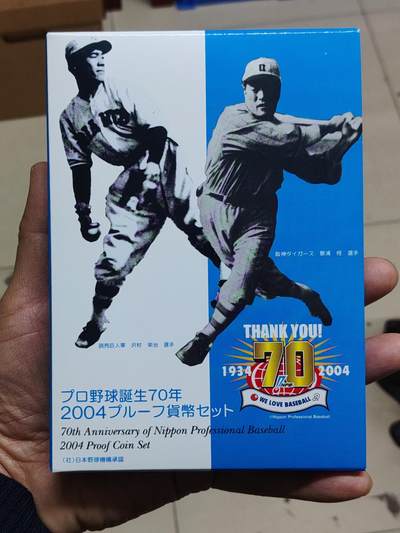 阪神タイガース 景浦 將 選手
読売巨人軍 沢村 栄治 選手
THANK YOU!
1934 70th 2004
WE LOVE BASEBALL
©Nippon Professional Baseball
プロ野球誕生70年
2004プルーフ貨幣セット
70th Anniversary of Nippon Professional Baseball
2004 Proof Coin Set
(社)日本野球機構承認